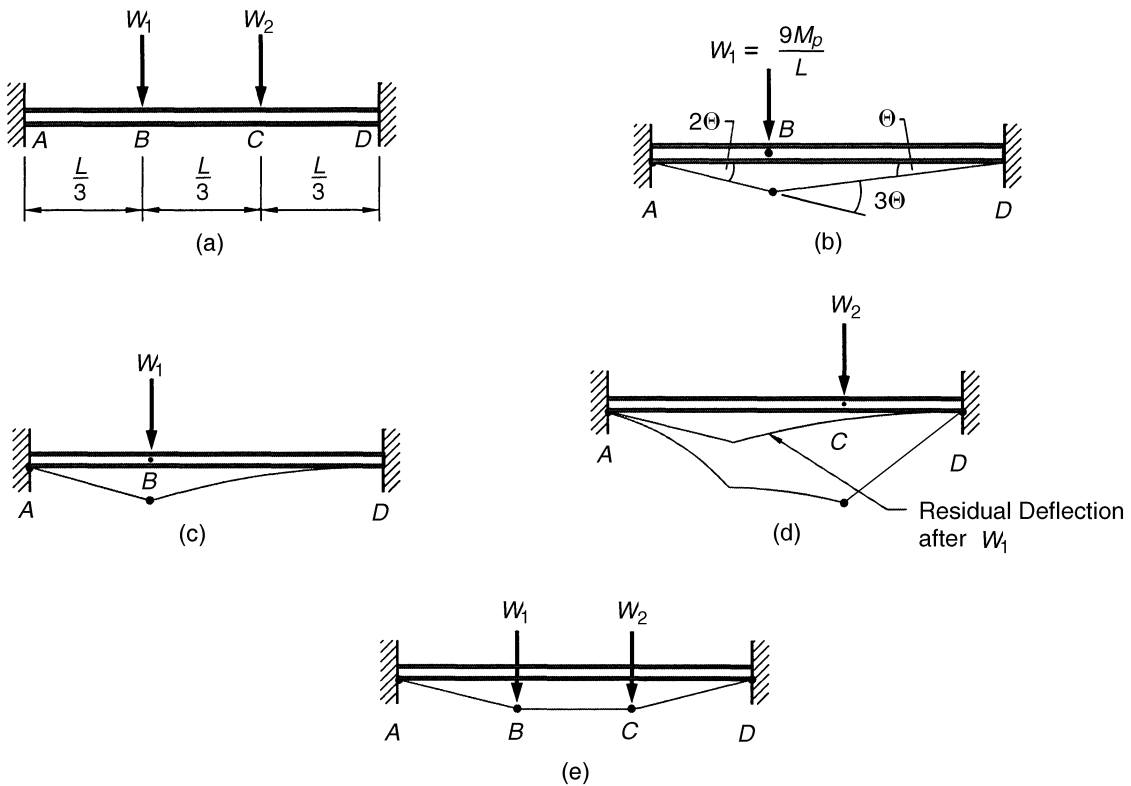 W₁ W₂
A B C D
L/3 L/3 L/3
(a)
W₁ = 9Mₚ/L
2Θ B Θ
3Θ
A D
(b)
W₁
B
A D
(c)
W₂
A C D
Residual Deflection
after W₁
(d)
W₁ W₂
A B C D
(e)